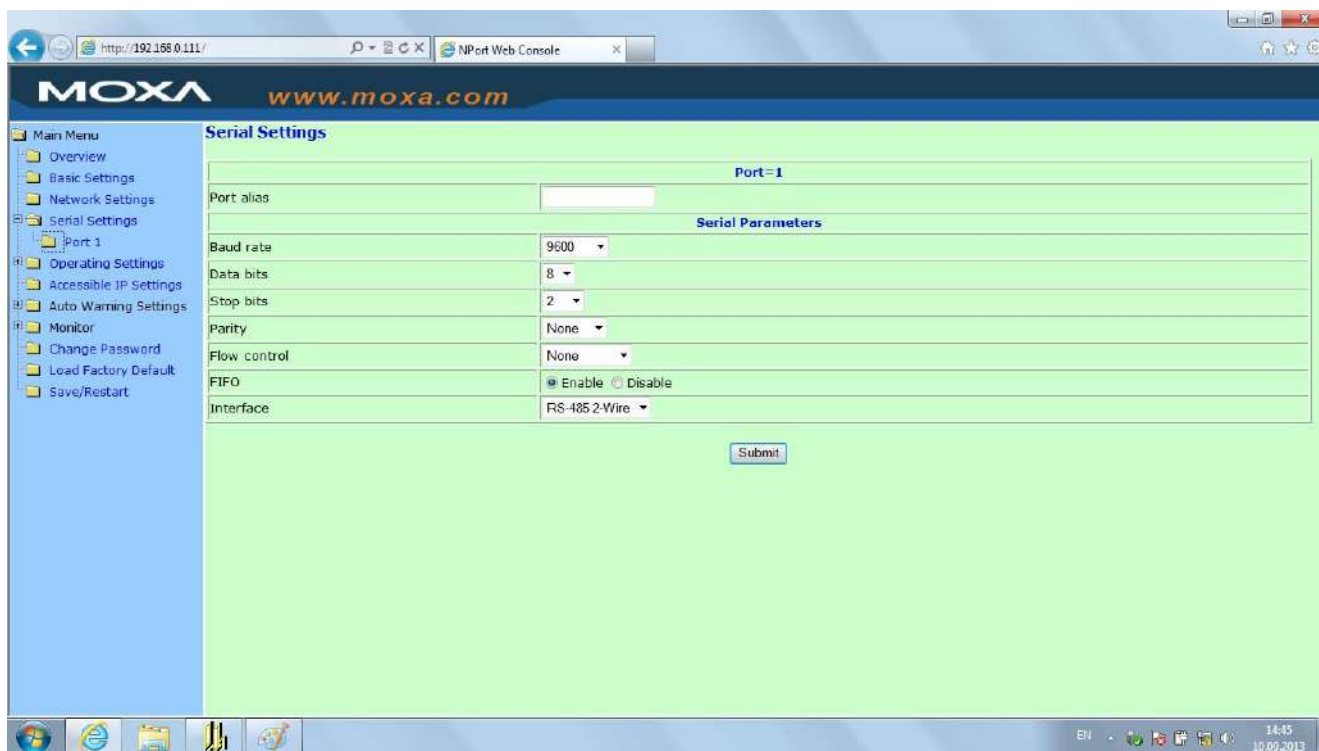 http://192.168.0.111/
NPort Web Console
MOXA www.moxa.com
Main Menu
Overview
Basic Settings
Network Settings
Serial Settings
Port 1
Operating Settings
Accessible IP Settings
Auto Warning Settings
Monitor
Change Password
Load Factory Default
Save/Restart
Serial Settings
Port=1
Port alias
Serial Parameters
Baud rate 9600
Data bits 8
Stop bits 2
Parity None
Flow control None
FIFO Enable Disable
Interface RS-485 2-Wire
Submit
EN 14:45
10.09.2013